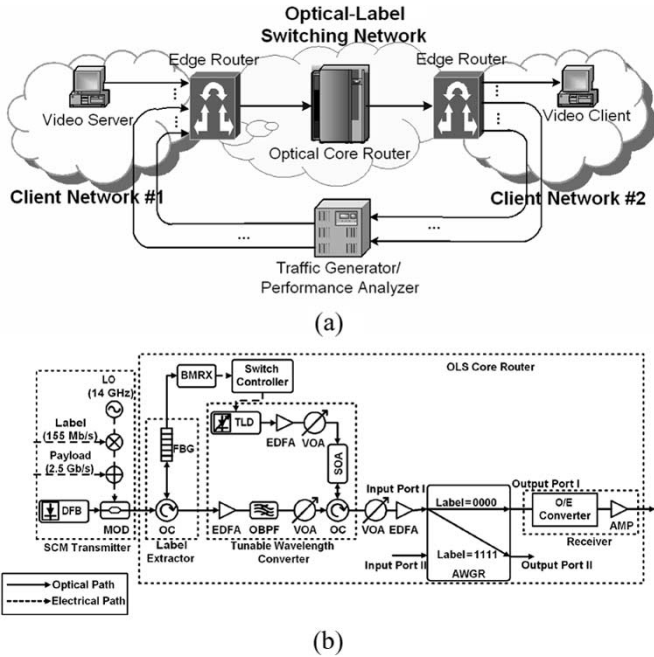 Optical-Label
Switching Network
Edge Router
Edge Router
Video Server
Video Client
Optical Core Router
Client Network #1
Client Network #2
...
...
Traffic Generator/
Performance Analyzer
(a)
LO
(14 GHz)
BMRX
Switch
Controller
OLS Core Router
Label
(155 Mb/s)
TLD
EDFA
VOA
FBG
Payload
(2.5 Gb/s)
SOA
Input Port I
Label=0000
Output Port I
O/E
Converter
DFB
MOD
OC
EDFA
OBPF
VOA
OC
VOA
EDFA
AMP
SCM Transmitter
Label
Extractor
Tunable Wavelength
Converter
Label=1111
Receiver
Input Port II
AWGR
Output Port II
Optical Path
Electrical Path
(b)